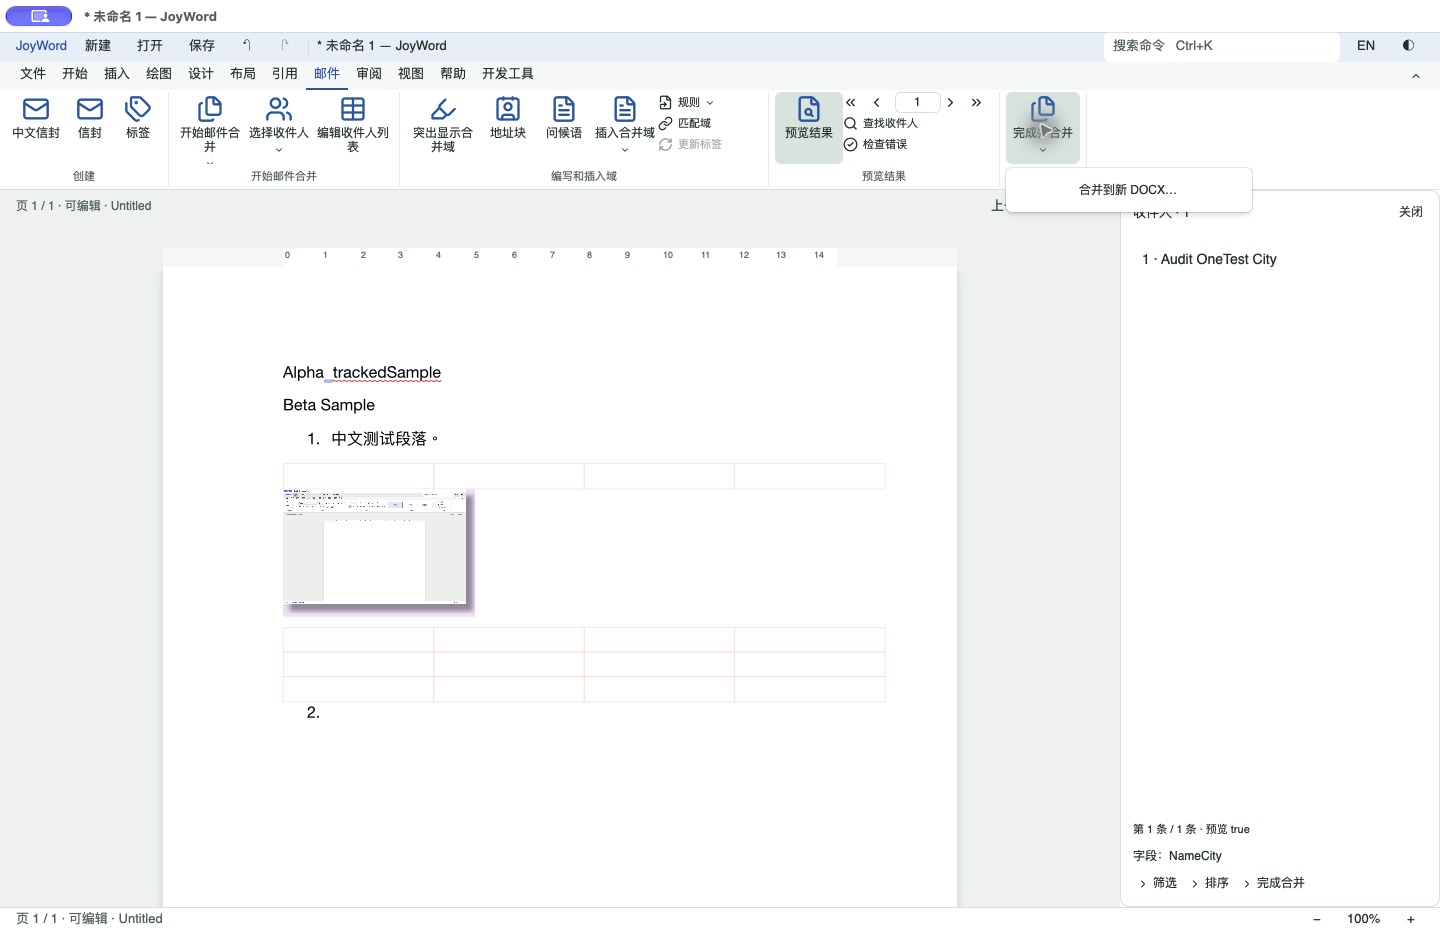 * 未命名 1 — JoyWord
JoyWord 新建 打开 保存 * 未命名 1 — JoyWord 搜索命令 Ctrl+K EN
文件 开始 插入 绘图 设计 布局 引用 邮件 审阅 视图 帮助 开发工具
中文信封 信封 标签
创建
开始邮件合并 选择收件人 编辑收件人列表
开始邮件合并
突出显示合并域 地址块 问候语 插入合并域
规则
匹配域
更新标签
编写和插入域
预览结果
1
查找收件人
检查错误
预览结果
合并到新 DOCX…
页 1 / 1 · 可编辑 · Untitled
收件人 · 1 关闭
1 · Audit OneTest City
0 1 2 3 4 5 6 7 8 9 10 11 12 13 14
Alpha_trackedSample
Beta Sample
1. 中文测试段落。
2.
第 1 条 / 1 条 · 预览 true
字段： NameCity
筛选 排序 完成合并
页 1 / 1 · 可编辑 · Untitled − 100% +